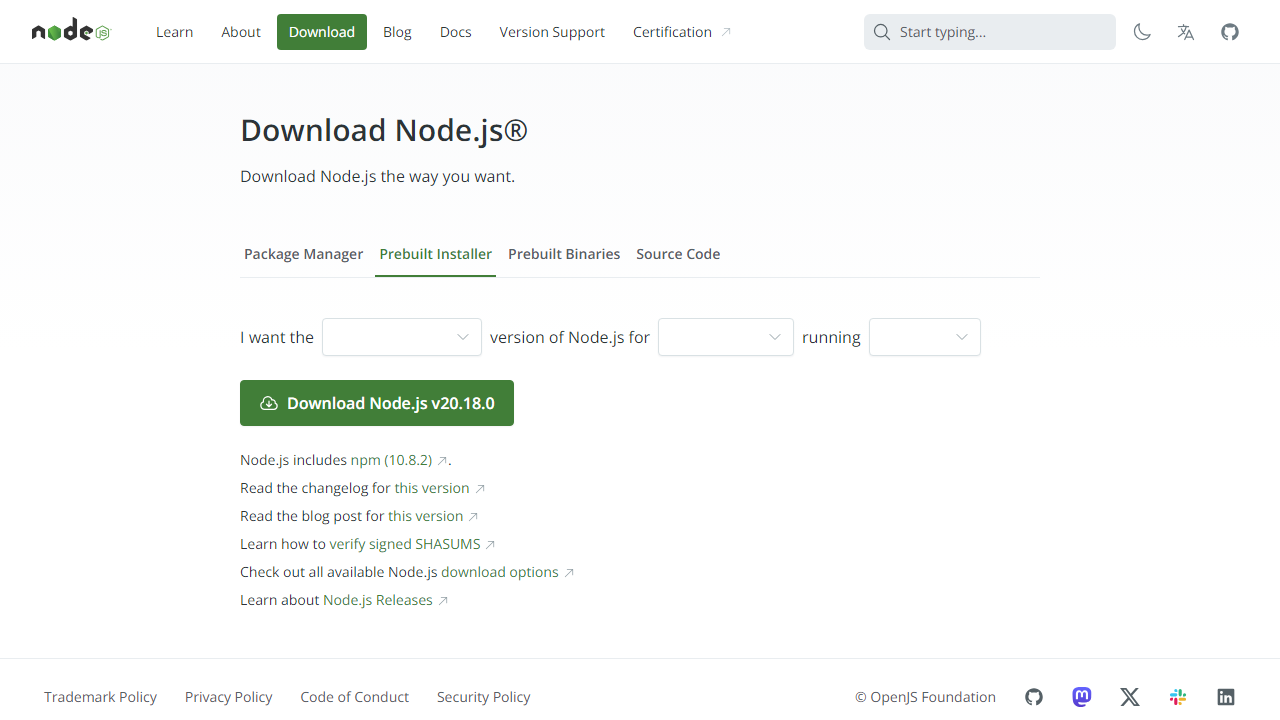 node JS
Learn About Download Blog Docs Version Support Certification
Start typing...
Download Node.js®
Download Node.js the way you want.
Package Manager Prebuilt Installer Prebuilt Binaries Source Code
I want the version of Node.js for running
Download Node.js v20.18.0
Node.js includes npm (10.8.2) .
Read the changelog for this version
Read the blog post for this version
Learn how to verify signed SHASUMS
Check out all available Node.js download options
Learn about Node.js Releases
Trademark Policy Privacy Policy Code of Conduct Security Policy
© OpenJS Foundation